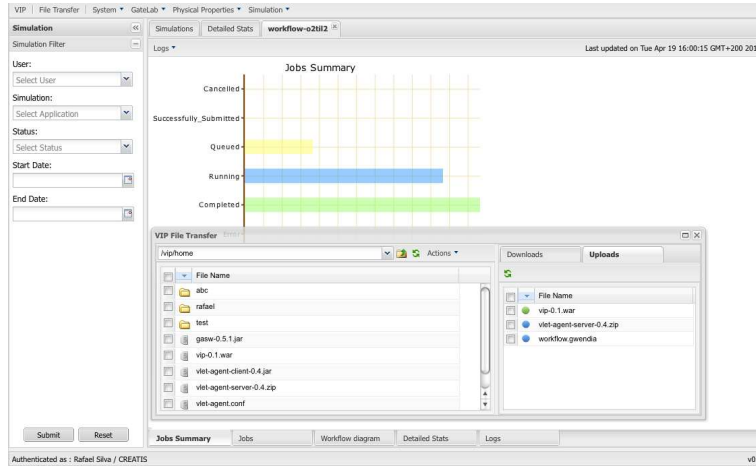 VIP File Transfer System GateLab Physical Properties Simulation
Simulation
Simulation Filter
User:
Select User
Simulation:
Select Application
Status:
Select Status
Start Date:
End Date:
Submit Reset
Simulations Detailed Stats workflow-o2til2
Logs Last updated on Tue Apr 19 16:00:15 GMT+200 201
Jobs Summary
Cancelled
Successfully_Submitted
Queued
Running
Completed
VIP File Transfer
/vip/home Actions
File Name
abc
rafael
test
gasw-0.5.1.jar
vip-0.1.war
vlet-agent-client-0.4.jar
vlet-agent-server-0.4.zip
vlet-agent.conf
Downloads Uploads
File Name
vip-0.1.war
vlet-agent-server-0.4.zip
workflow.gwendia
Jobs Summary Jobs Workflow diagram Detailed Stats Logs
Authenticated as : Rafael Silva / CREATIS v0